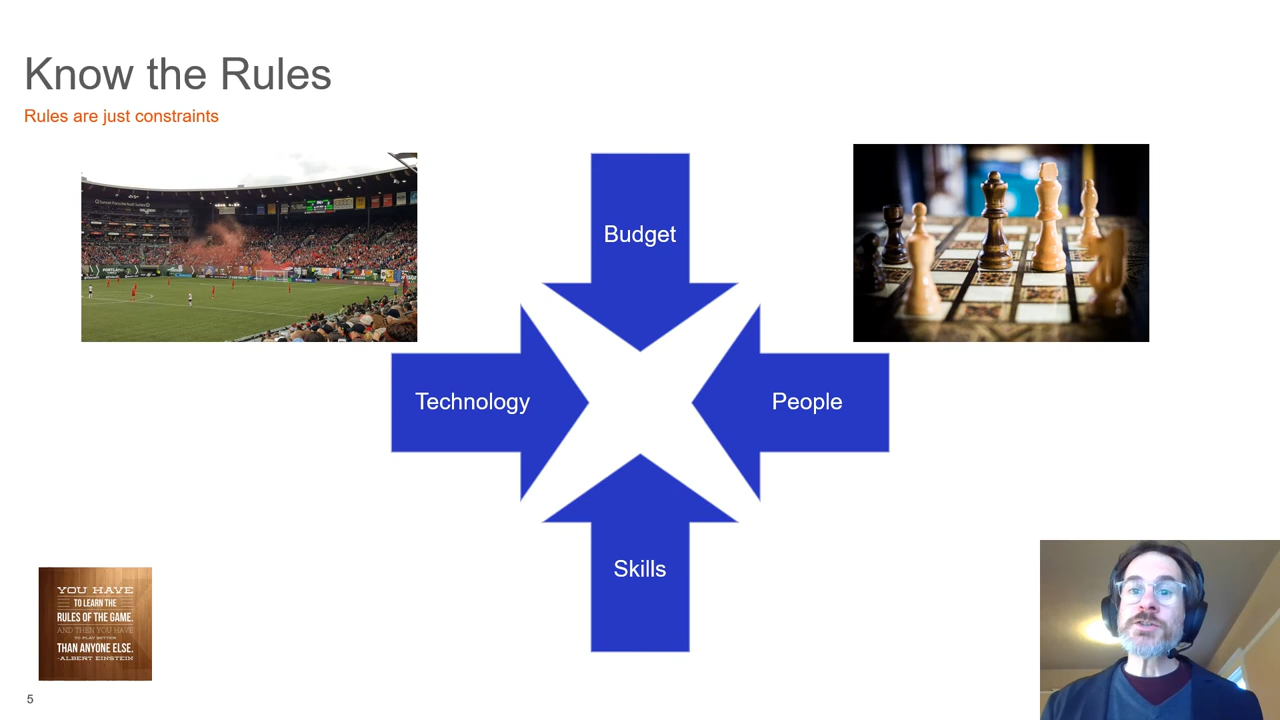 Know the Rules
Rules are just constraints
Budget
Technology
People
Skills
YOU HAVE
TO LEARN THE
RULES OF THE GAME.
AND THEN YOU HAVE
TO PLAY BETTER
THAN ANYONE ELSE.
-ALBERT EINSTEIN
5